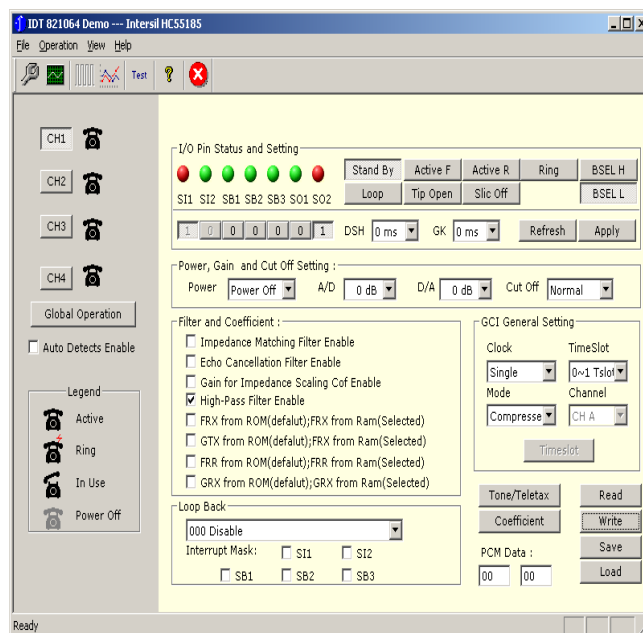 IDT 821064 Demo --- Intersil HC55185
File Operation View Help
Test ?
CH1
CH2
CH3
CH4
Global Operation
Auto Detects Enable
Legend
Active
Ring
In Use
Power Off
I/O Pin Status and Setting
Stand By Active F Active R Ring BSEL H
SI1 SI2 SB1 SB2 SB3 SO1 SO2 Loop Tip Open Slic Off BSEL L
1 0 0 0 0 0 1 DSH 0 ms GK 0 ms Refresh Apply
Power, Gain and Cut Off Setting :
Power Power Off A/D 0 dB D/A 0 dB Cut Off Normal
Filter and Coefficient :
Impedance Matching Filter Enable
Echo Cancellation Filter Enable
Gain for Impedance Scaling Cof Enable
High-Pass Filter Enable
FRX from ROM(defalut);FRX from Ram(Selected)
GTX from ROM(defalut);FRX from Ram(Selected)
FRR from ROM(defalut);FRR from Ram(Selected)
GRX from ROM(defalut);GRX from Ram(Selected)
GCI General Setting
Clock TimeSlot
Single 0~1 Tslot
Mode Channel
Compresse CH A
Timeslot
Loop Back
000 Disable
Interrupt Mask: SI1 SI2
SB1 SB2 SB3
Tone/Teletax Read
Coefficient Write
PCM Data : Save
00 00 Load
Ready